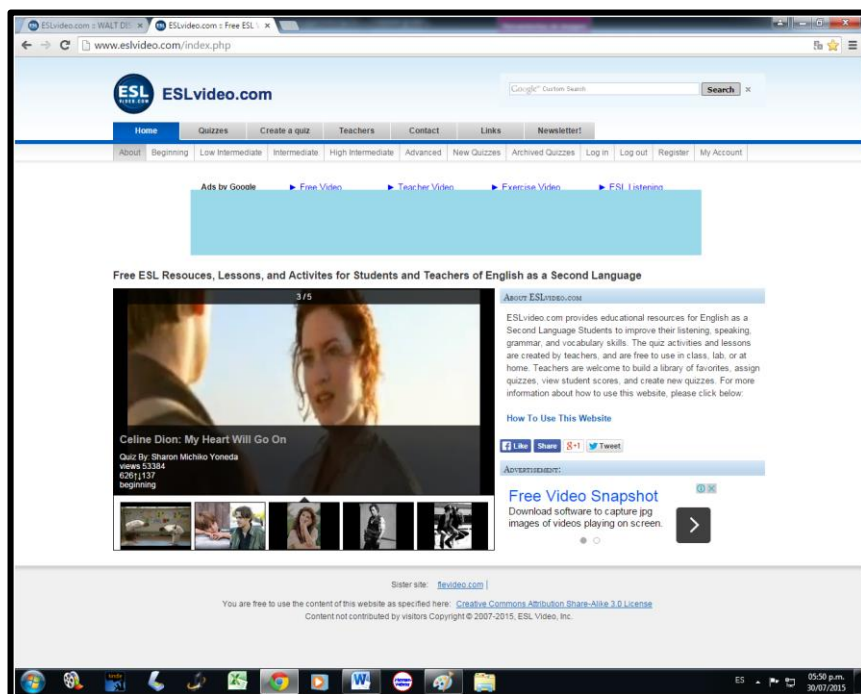 ESLvideo.com :: WALT DIS
ESLvideo.com :: Free ESL V
www.eslvideo.com/index.php
ESL
VIDEO.COM
ESLvideo.com
Google™ Custom Search
Search
Home Quizzes Create a quiz Teachers Contact Links Newsletter!
About Beginning Low Intermediate Intermediate High Intermediate Advanced New Quizzes Archived Quizzes Log in Log out Register My Account
Ads by Google ► Free Video ► Teacher Video ► Exercise Video ► ESL Listening
Free ESL Resouces, Lessons, and Activites for Students and Teachers of English as a Second Language
3 / 5
Celine Dion: My Heart Will Go On
Quiz By: Sharon Michiko Yoneda
views 53384
626↑↓137
beginning
About ESLvideo.com
ESLvideo.com provides educational resources for English as a
Second Language Students to improve their listening, speaking,
grammar, and vocabulary skills. The quiz activities and lessons
are created by teachers, and are free to use in class, lab, or at
home. Teachers are welcome to build a library of favorites, assign
quizzes, view student scores, and create new quizzes. For more
information about how to use this website, please click below:
How To Use This Website
Like Share g+1 Tweet
Advertisement:
Free Video Snapshot
Download software to capture jpg
images of videos playing on screen.
Sister site: flevideo.com |
You are free to use the content of this website as specified here: Creative Commons Attribution Share-Alike 3.0 License
Content not contributed by visitors Copyright © 2007-2015, ESL Video, Inc.
ES
05:50 p.m.
30/07/2015